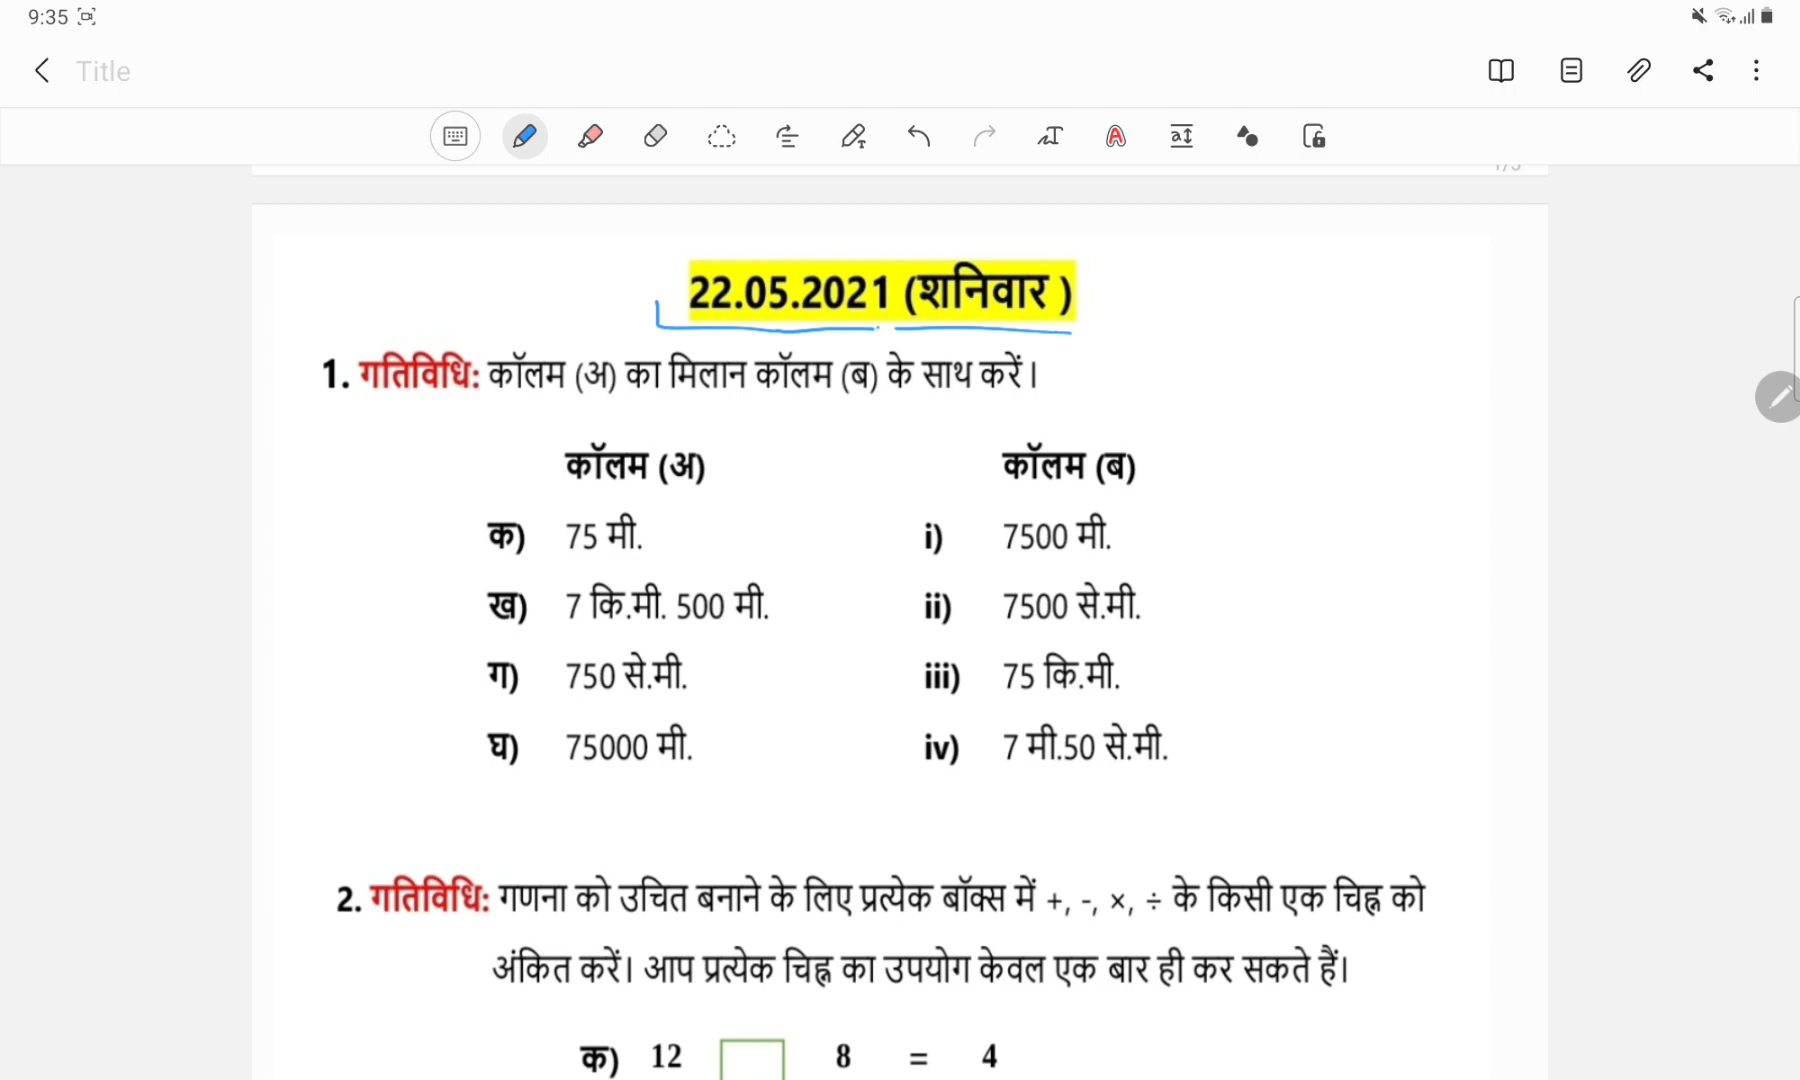 9:35
Title
22.05.2021 (शनिवार )
1. गतिविधि: कॉलम (अ) का मिलान कॉलम (ब) के साथ करें।
कॉलम (अ) कॉलम (ब)
क) 75 मी. i) 7500 मी.
ख) 7 कि.मी. 500 मी. ii) 7500 से.मी.
ग) 750 से.मी. iii) 75 कि.मी.
घ) 75000 मी. iv) 7 मी.50 से.मी.
2. गतिविधि: गणना को उचित बनाने के लिए प्रत्येक बॉक्स में +, -, ×, ÷ के किसी एक चिह्न को
अंकित करें। आप प्रत्येक चिह्न का उपयोग केवल एक बार ही कर सकते हैं।
क) 12 8 = 4